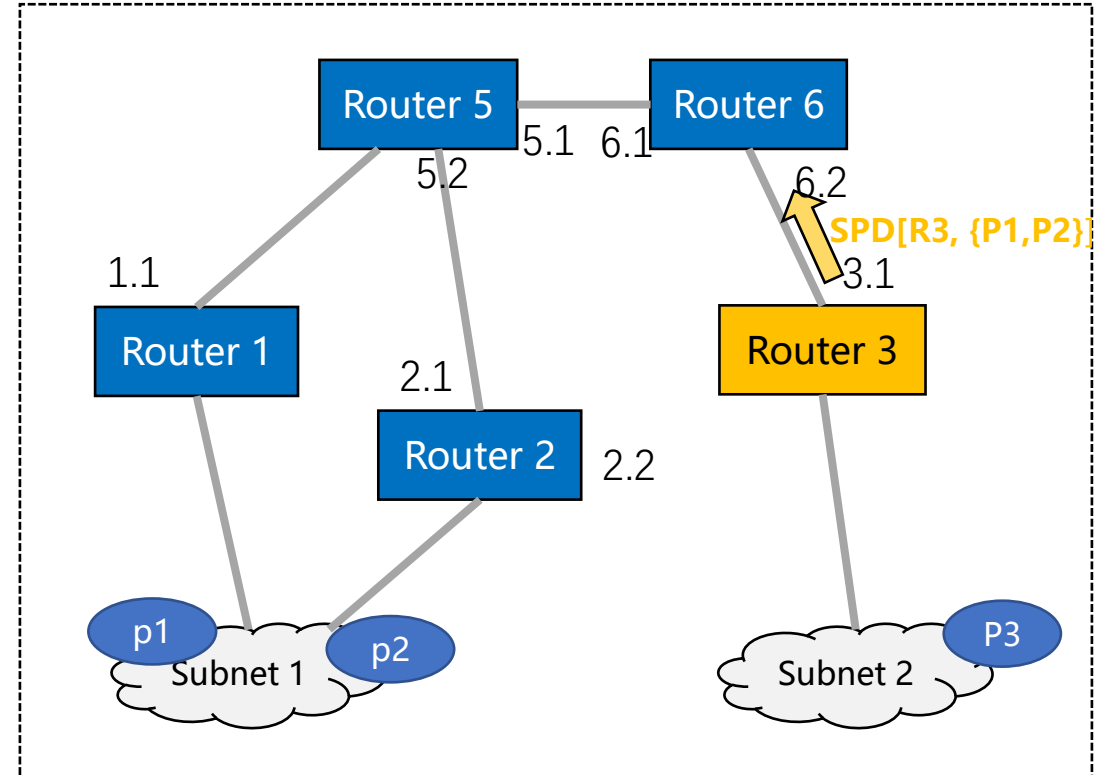 Router 5
Router 6
5.1
6.1
5.2
6.2
SPD[R3, {P1,P2}]
1.1
3.1
Router 1
Router 3
2.1
Router 2
2.2
p1
p2
P3
Subnet 1
Subnet 2